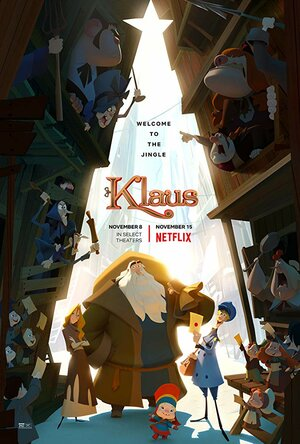 WELCOME
TO
THE
JINGLE
Klaus
NOVEMBER 8
IN SELECT
THEATERS
NOVEMBER 15
NETFLIX